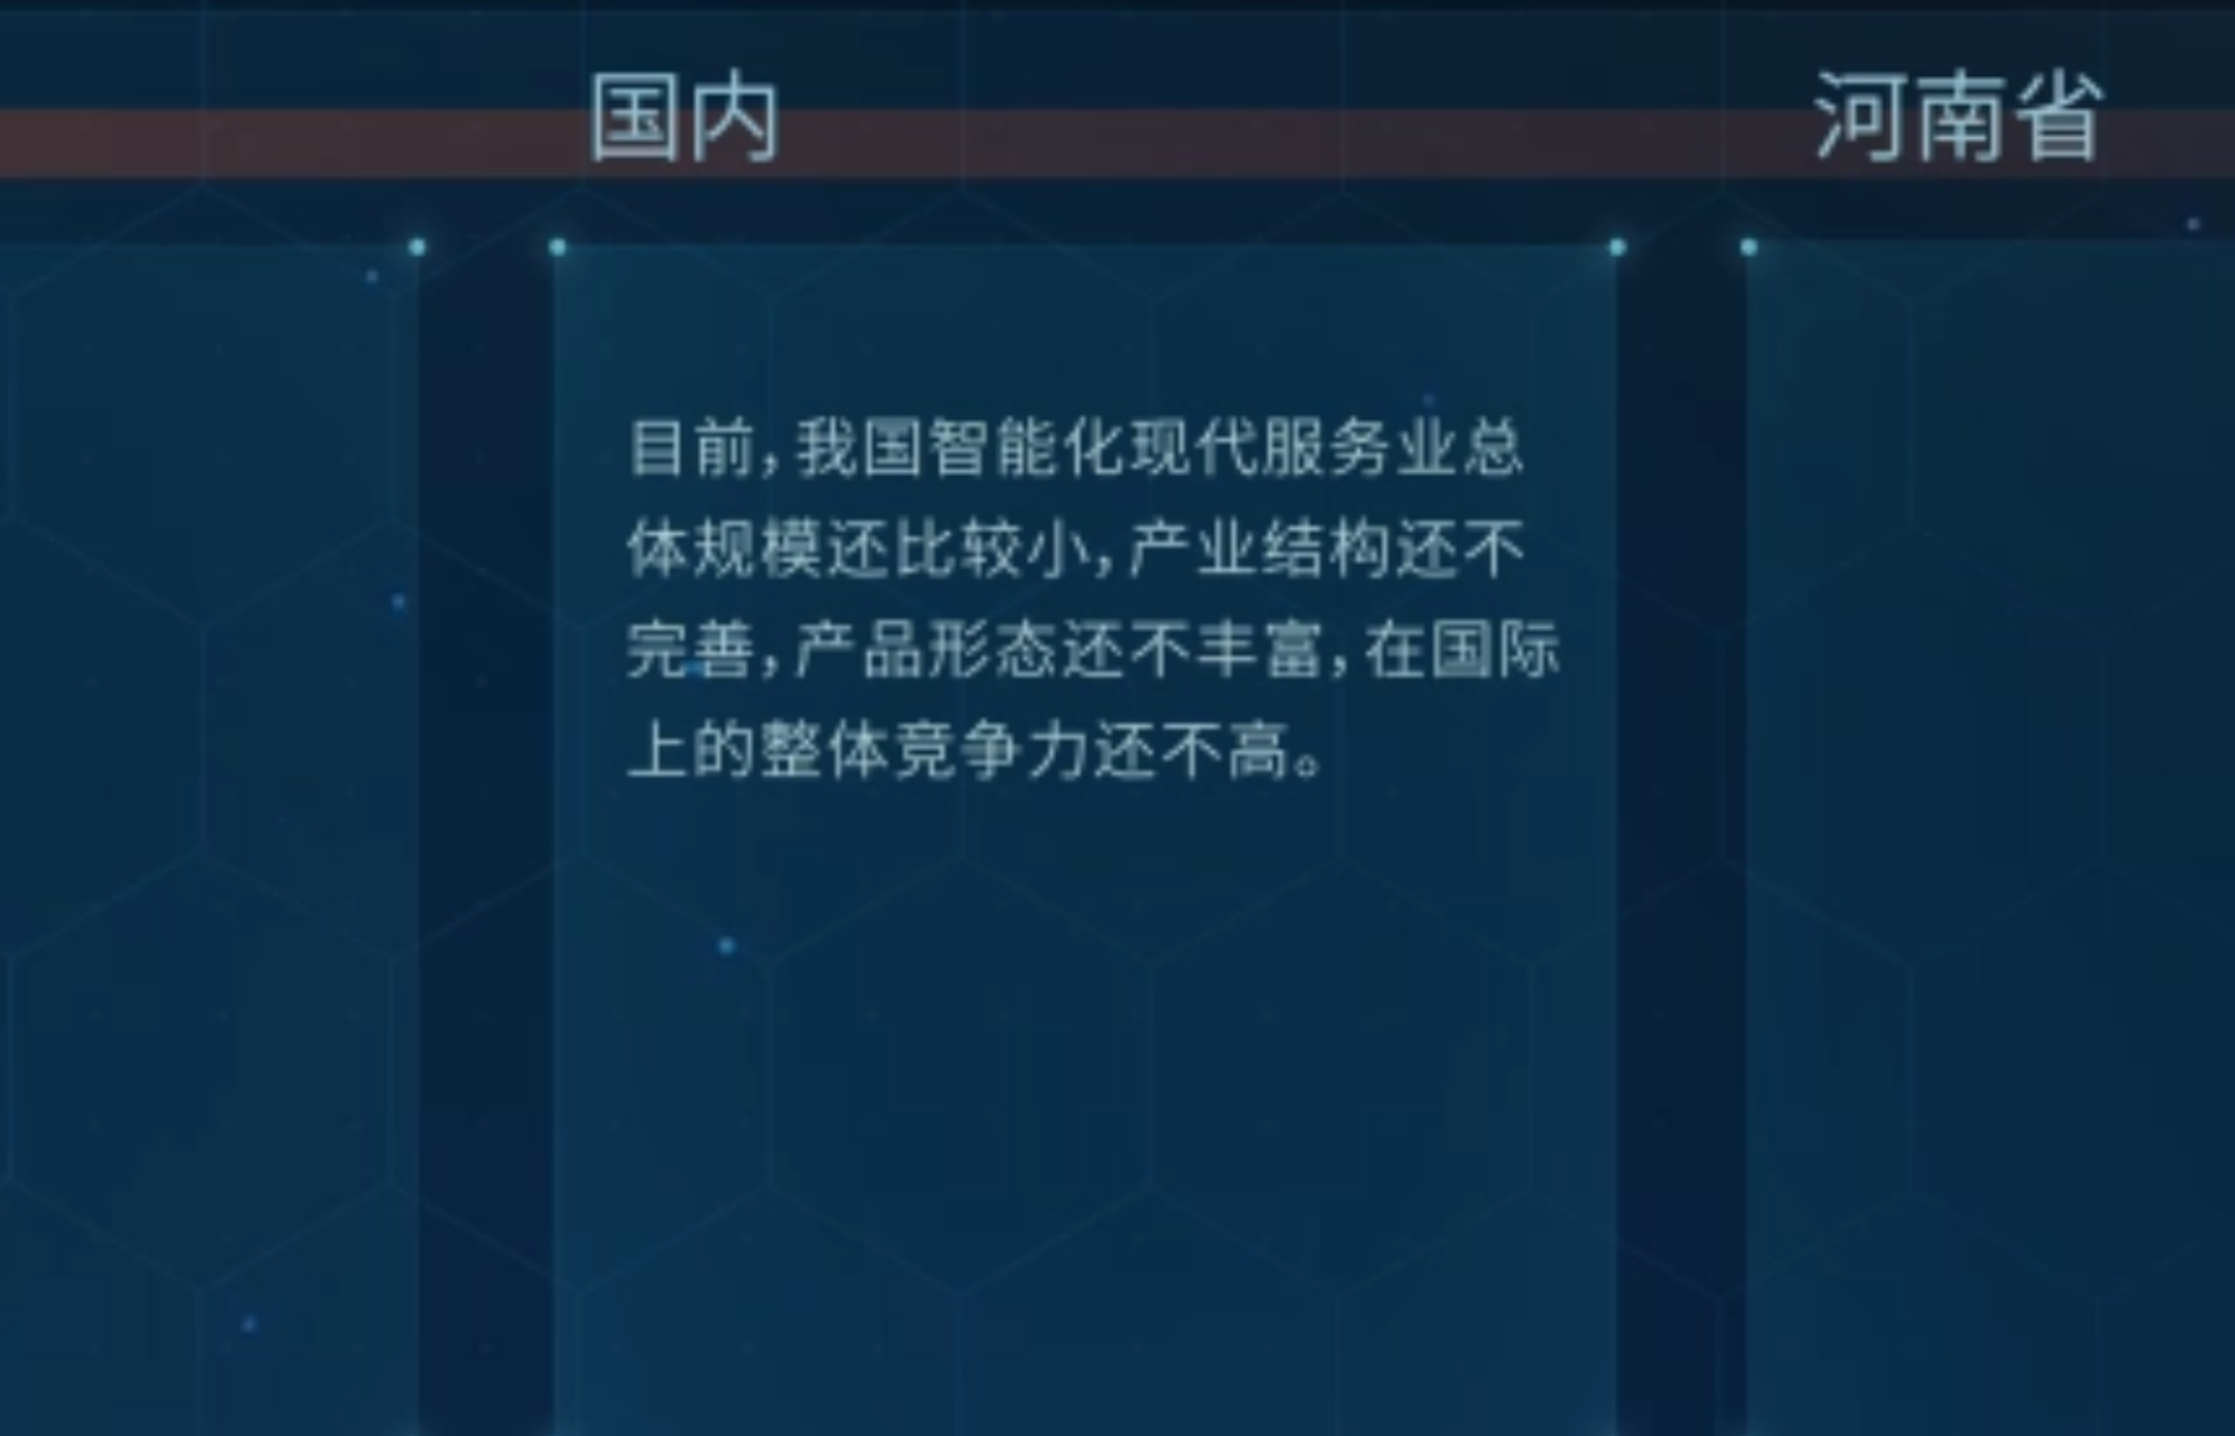 国内
河南省
目前，我国智能化现代服务业总
体规模还比较小，产业结构还不
完善，产品形态还不丰富，在国际
上的整体竞争力还不高。